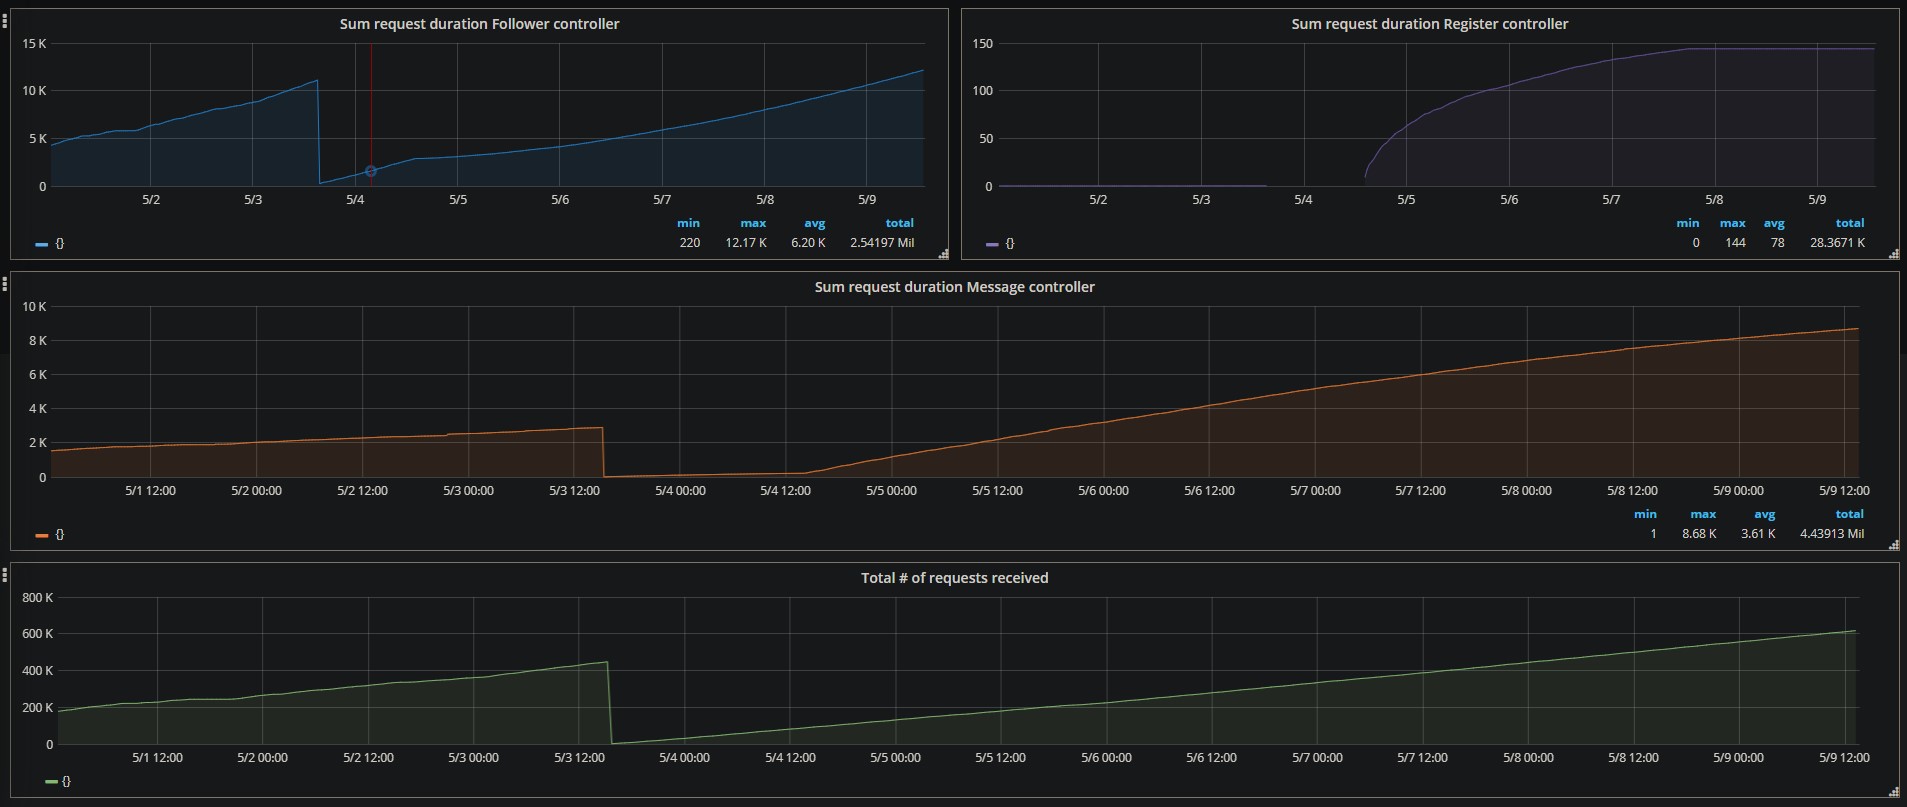 Sum request duration Follower controller
15 K
10 K
5 K
0
5/2 5/3 5/4 5/5 5/6 5/7 5/8 5/9
min max avg total
{} 220 12.17 K 6.20 K 2.54197 Mil
Sum request duration Register controller
150
100
50
0
5/2 5/3 5/4 5/5 5/6 5/7 5/8 5/9
min max avg total
{} 0 144 78 28.3671 K
Sum request duration Message controller
10 K
8 K
6 K
4 K
2 K
0
5/1 12:00 5/2 00:00 5/2 12:00 5/3 00:00 5/3 12:00 5/4 00:00 5/4 12:00 5/5 00:00 5/5 12:00 5/6 00:00 5/6 12:00 5/7 00:00 5/7 12:00 5/8 00:00 5/8 12:00 5/9 00:00 5/9 12:00
min max avg total
{} 1 8.68 K 3.61 K 4.43913 Mil
Total # of requests received
800 K
600 K
400 K
200 K
0
5/1 12:00 5/2 00:00 5/2 12:00 5/3 00:00 5/3 12:00 5/4 00:00 5/4 12:00 5/5 00:00 5/5 12:00 5/6 00:00 5/6 12:00 5/7 00:00 5/7 12:00 5/8 00:00 5/8 12:00 5/9 00:00 5/9 12:00
{}